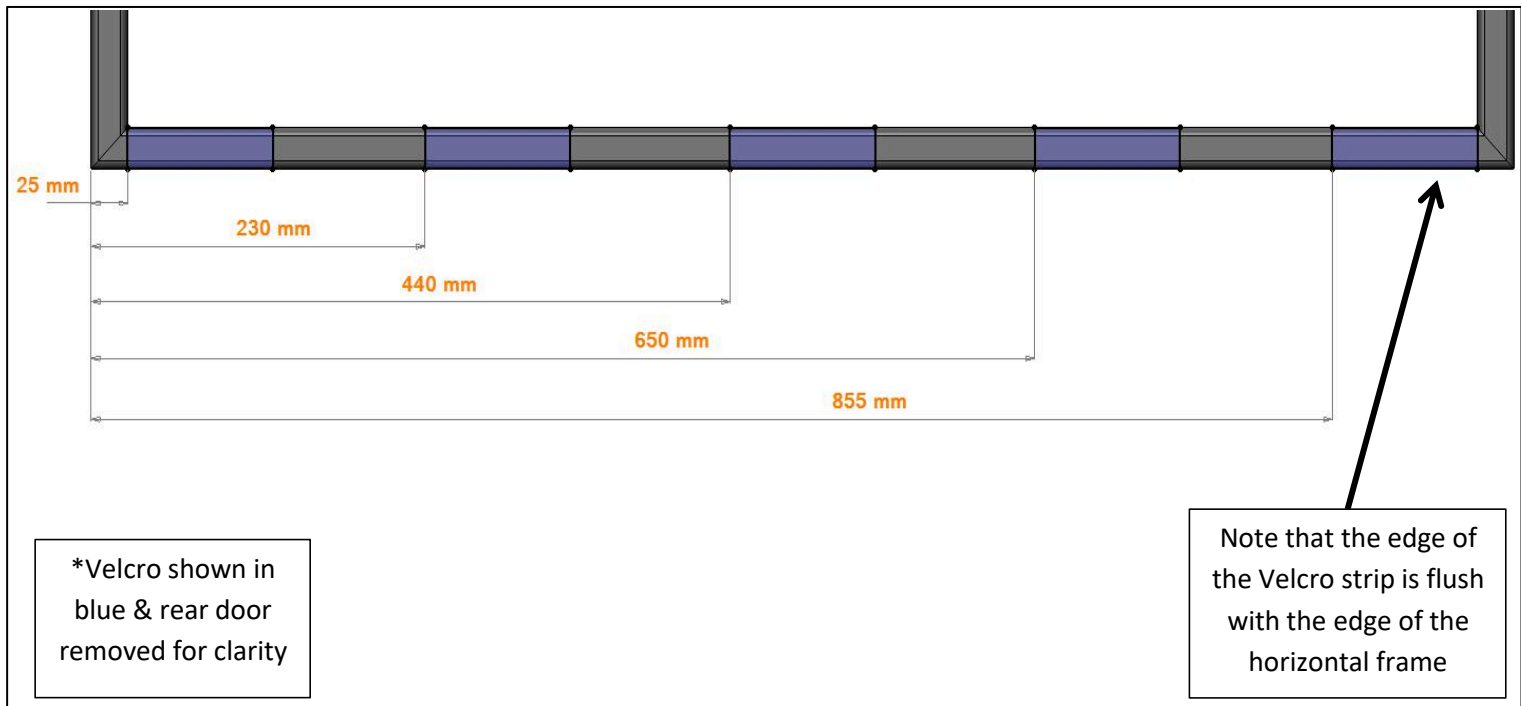 25 mm
230 mm
440 mm
650 mm
855 mm
*Velcro shown in
blue & rear door
removed for clarity
Note that the edge of
the Velcro strip is flush
with the edge of the
horizontal frame